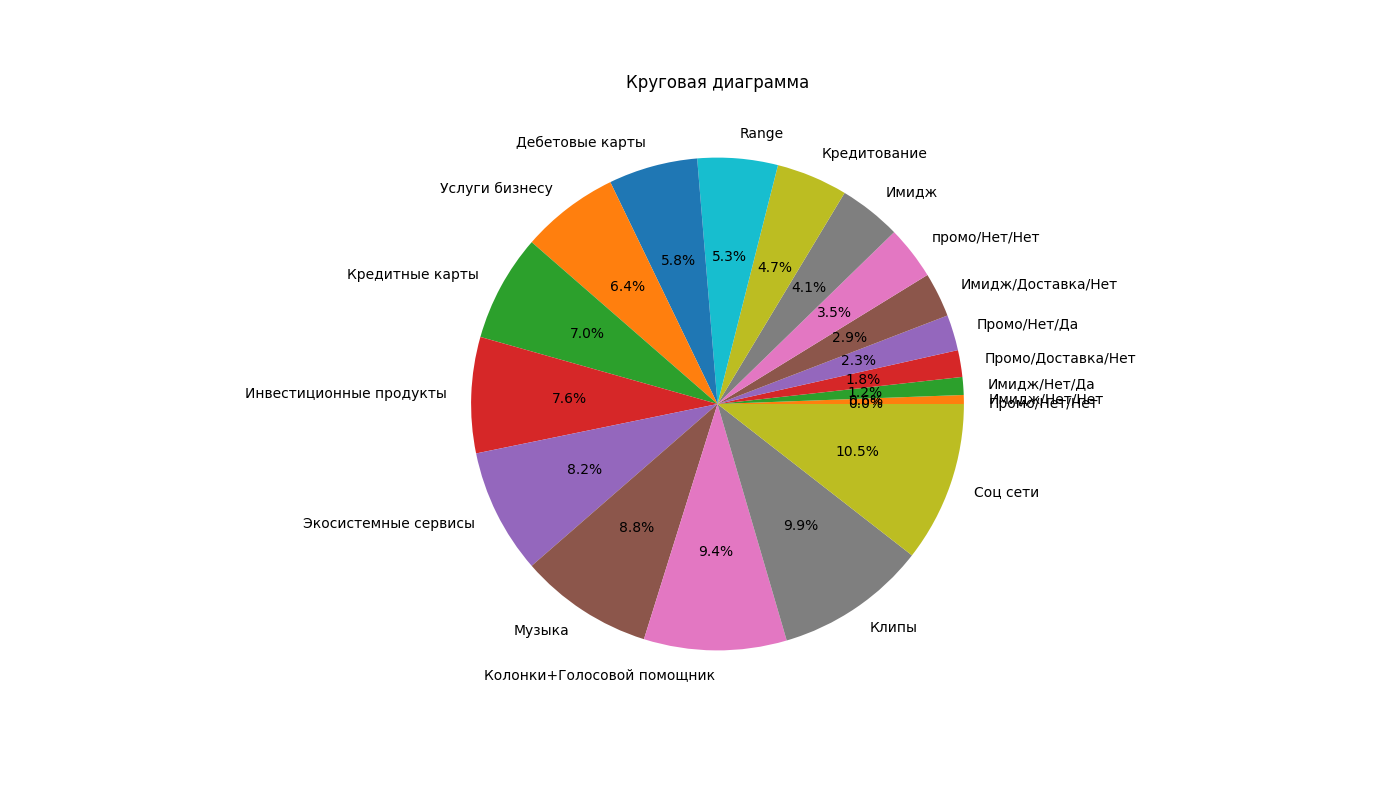 Круговая диаграмма
Range
Дебетовые карты
Кредитование
Услуги бизнесу
Имидж
промо/Нет/Нет
Кредитные карты
Имидж/Доставка/Нет
Промо/Нет/Да
Промо/Доставка/Нет
Имидж/Нет/Да
Имидж/Нет/Нет
Промо/Нет/Нет
Инвестиционные продукты
Соц сети
Экосистемные сервисы
Клипы
Музыка
Колонки+Голосовой помощник
5.3%
5.8%
4.7%
6.4%
4.1%
3.5%
7.0%
2.9%
2.3%
1.8%
1.2%
0.6%
0.0%
7.6%
10.5%
8.2%
9.9%
8.8%
9.4%